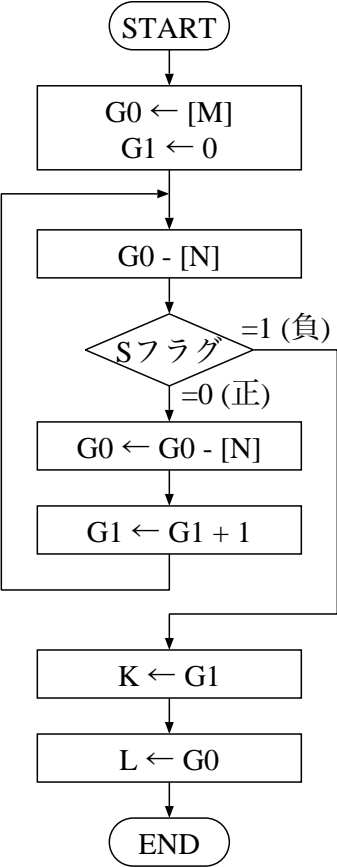 START
G0 ← [M]
G1 ← 0
G0 - [N]
Sフラグ
=1 (負)
=0 (正)
G0 ← G0 - [N]
G1 ← G1 + 1
K ← G1
L ← G0
END